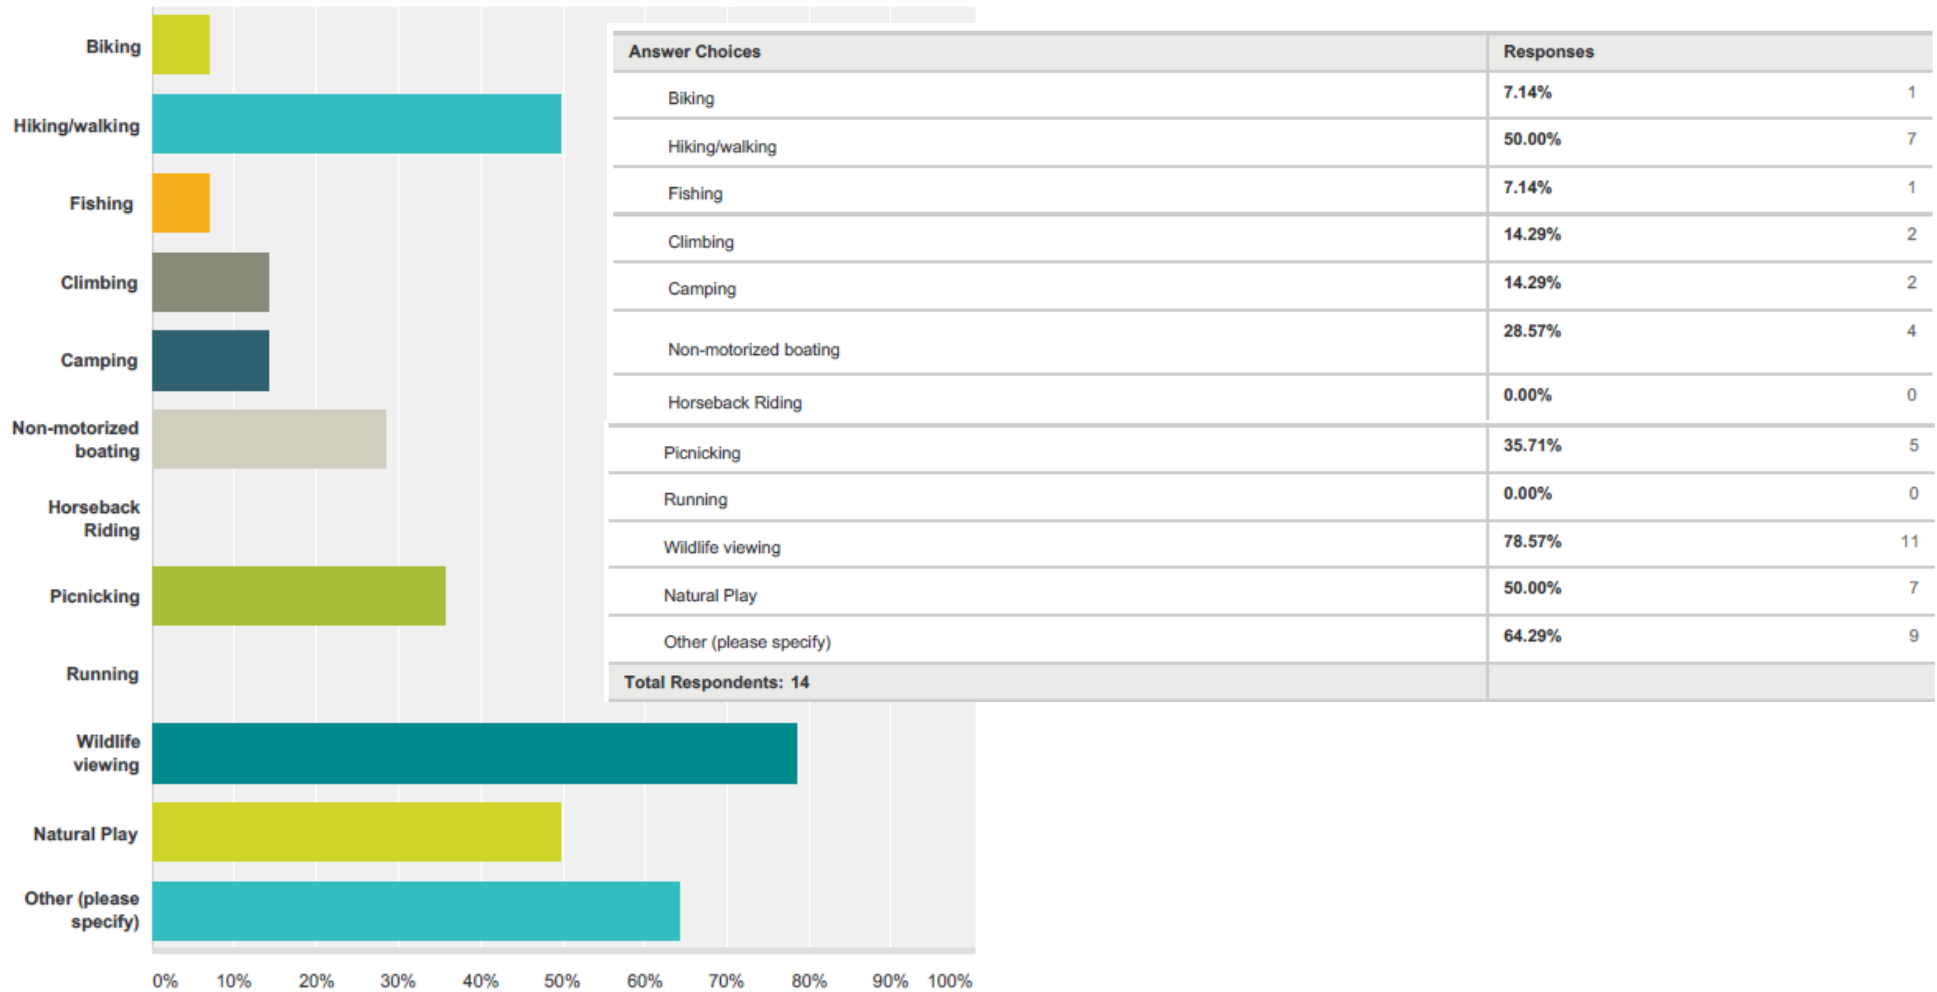 Biking
Hiking/walking
Fishing
Climbing
Camping
Non-motorized
boating
Horseback
Riding
Picnicking
Running
Wildlife
viewing
Natural Play
Other (please
specify)
0% 10% 20% 30% 40% 50% 60% 70% 80% 90% 100%
Answer Choices Responses
Biking 7.14% 1
Hiking/walking 50.00% 7
Fishing 7.14% 1
Climbing 14.29% 2
Camping 14.29% 2
Non-motorized boating 28.57% 4
Horseback Riding 0.00% 0
Picnicking 35.71% 5
Running 0.00% 0
Wildlife viewing 78.57% 11
Natural Play 50.00% 7
Other (please specify) 64.29% 9
Total Respondents: 14